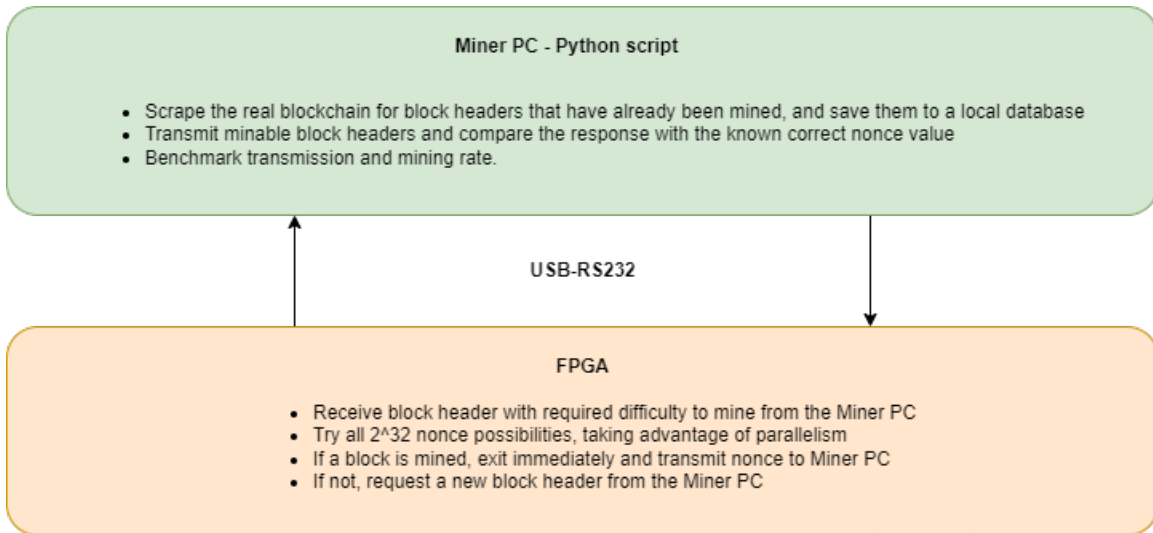 Miner PC - Python script
• Scrape the real blockchain for block headers that have already been mined, and save them to a local database
• Transmit minable block headers and compare the response with the known correct nonce value
• Benchmark transmission and mining rate.
USB-RS232
FPGA
• Receive block header with required difficulty to mine from the Miner PC
• Try all 2^32 nonce possibilities, taking advantage of parallelism
• If a block is mined, exit immediately and transmit nonce to Miner PC
• If not, request a new block header from the Miner PC